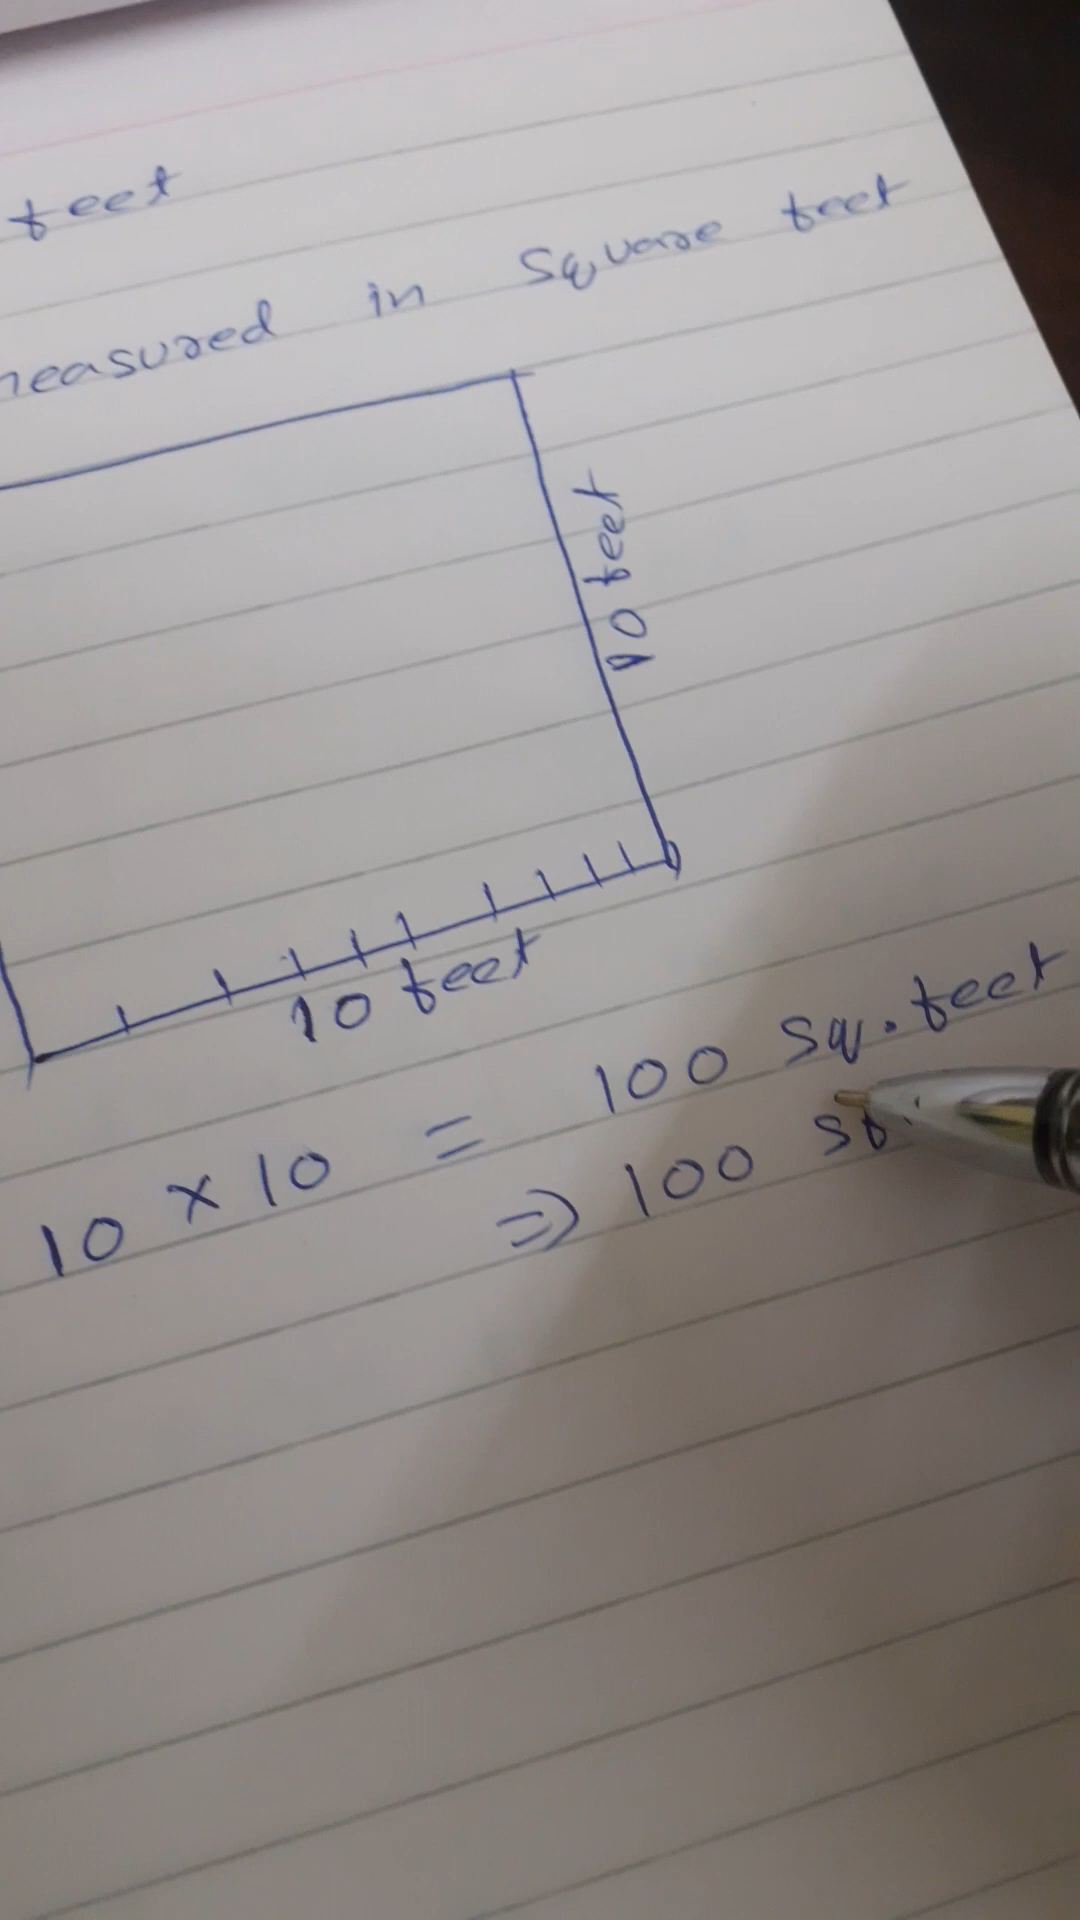 feet
measured in square feet
10 feet
10 feet
10 x 10 = 100 sq. feet
=> 100 s